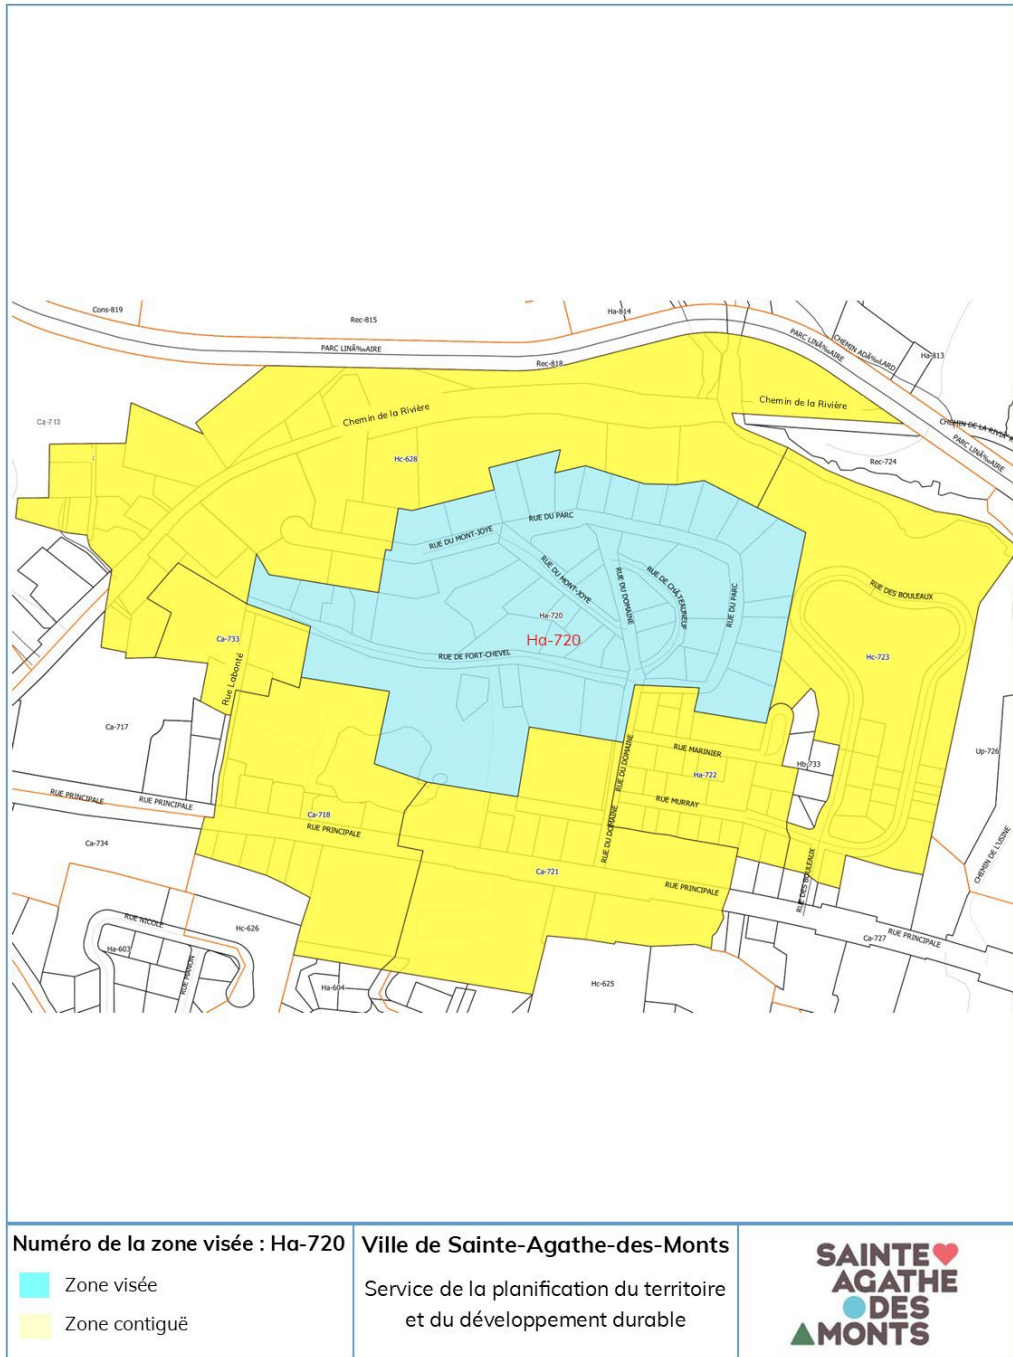 Cons-819
Rec-815
Ha-814
PARC LINÃ‰AIRE
Rec-818
PARC LINÃ‰AIRE
CHEMIN ADÃ‰LARD
Ha-813
Chemin de la Rivière
Chemin de la Rivière
Ca-713
PARC LINÃ‰AIRE
Rec-724
Hc-628
RUE DU PARC
RUE DU MONT-JOYE
RUE DU MONT-JOYE
RUE DU DOMAINE
RUE DU PARC
RUE DES BOULEAUX
Ha-720
Ha-720
Ca-733
RUE DE FORT-CHEVEL
Hc-723
Rue Labonté
Ca-717
RUE MARINIER
Up-726
Hb-733
Ha-722
RUE DU DOMAINE
RUE PRINCIPALE
RUE PRINCIPALE
RUE MURRAY
Ca-718
RUE PRINCIPALE
RUE DU DOMAINE
Ca-734
CHEMIN DE L'USINE
Ca-721
RUE PRINCIPALE
RUE DES BOULEAUX
RUE NICOLE
Hc-626
RUE PRINCIPALE
Ca-727
Ha-603
RUE MANON
Ha-604
Hc-625
Numéro de la zone visée : Ha-720
Zone visée
Zone contiguë
Ville de Sainte-Agathe-des-Monts
Service de la planification du territoire
et du développement durable
SAINTE
AGATHE
DES
MONTS